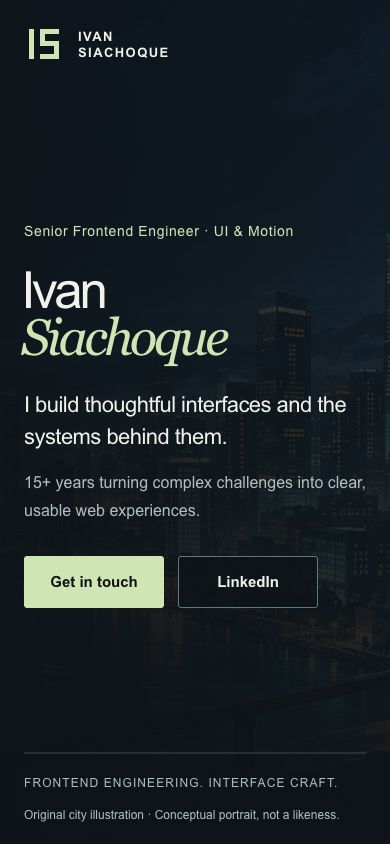 IS
IVAN
SIACHOQUE
Senior Frontend Engineer · UI & Motion
Ivan
Siachoque
I build thoughtful interfaces and the
systems behind them.
15+ years turning complex challenges into clear,
usable web experiences.
Get in touch
LinkedIn
FRONTEND ENGINEERING. INTERFACE CRAFT.
Original city illustration · Conceptual portrait, not a likeness.